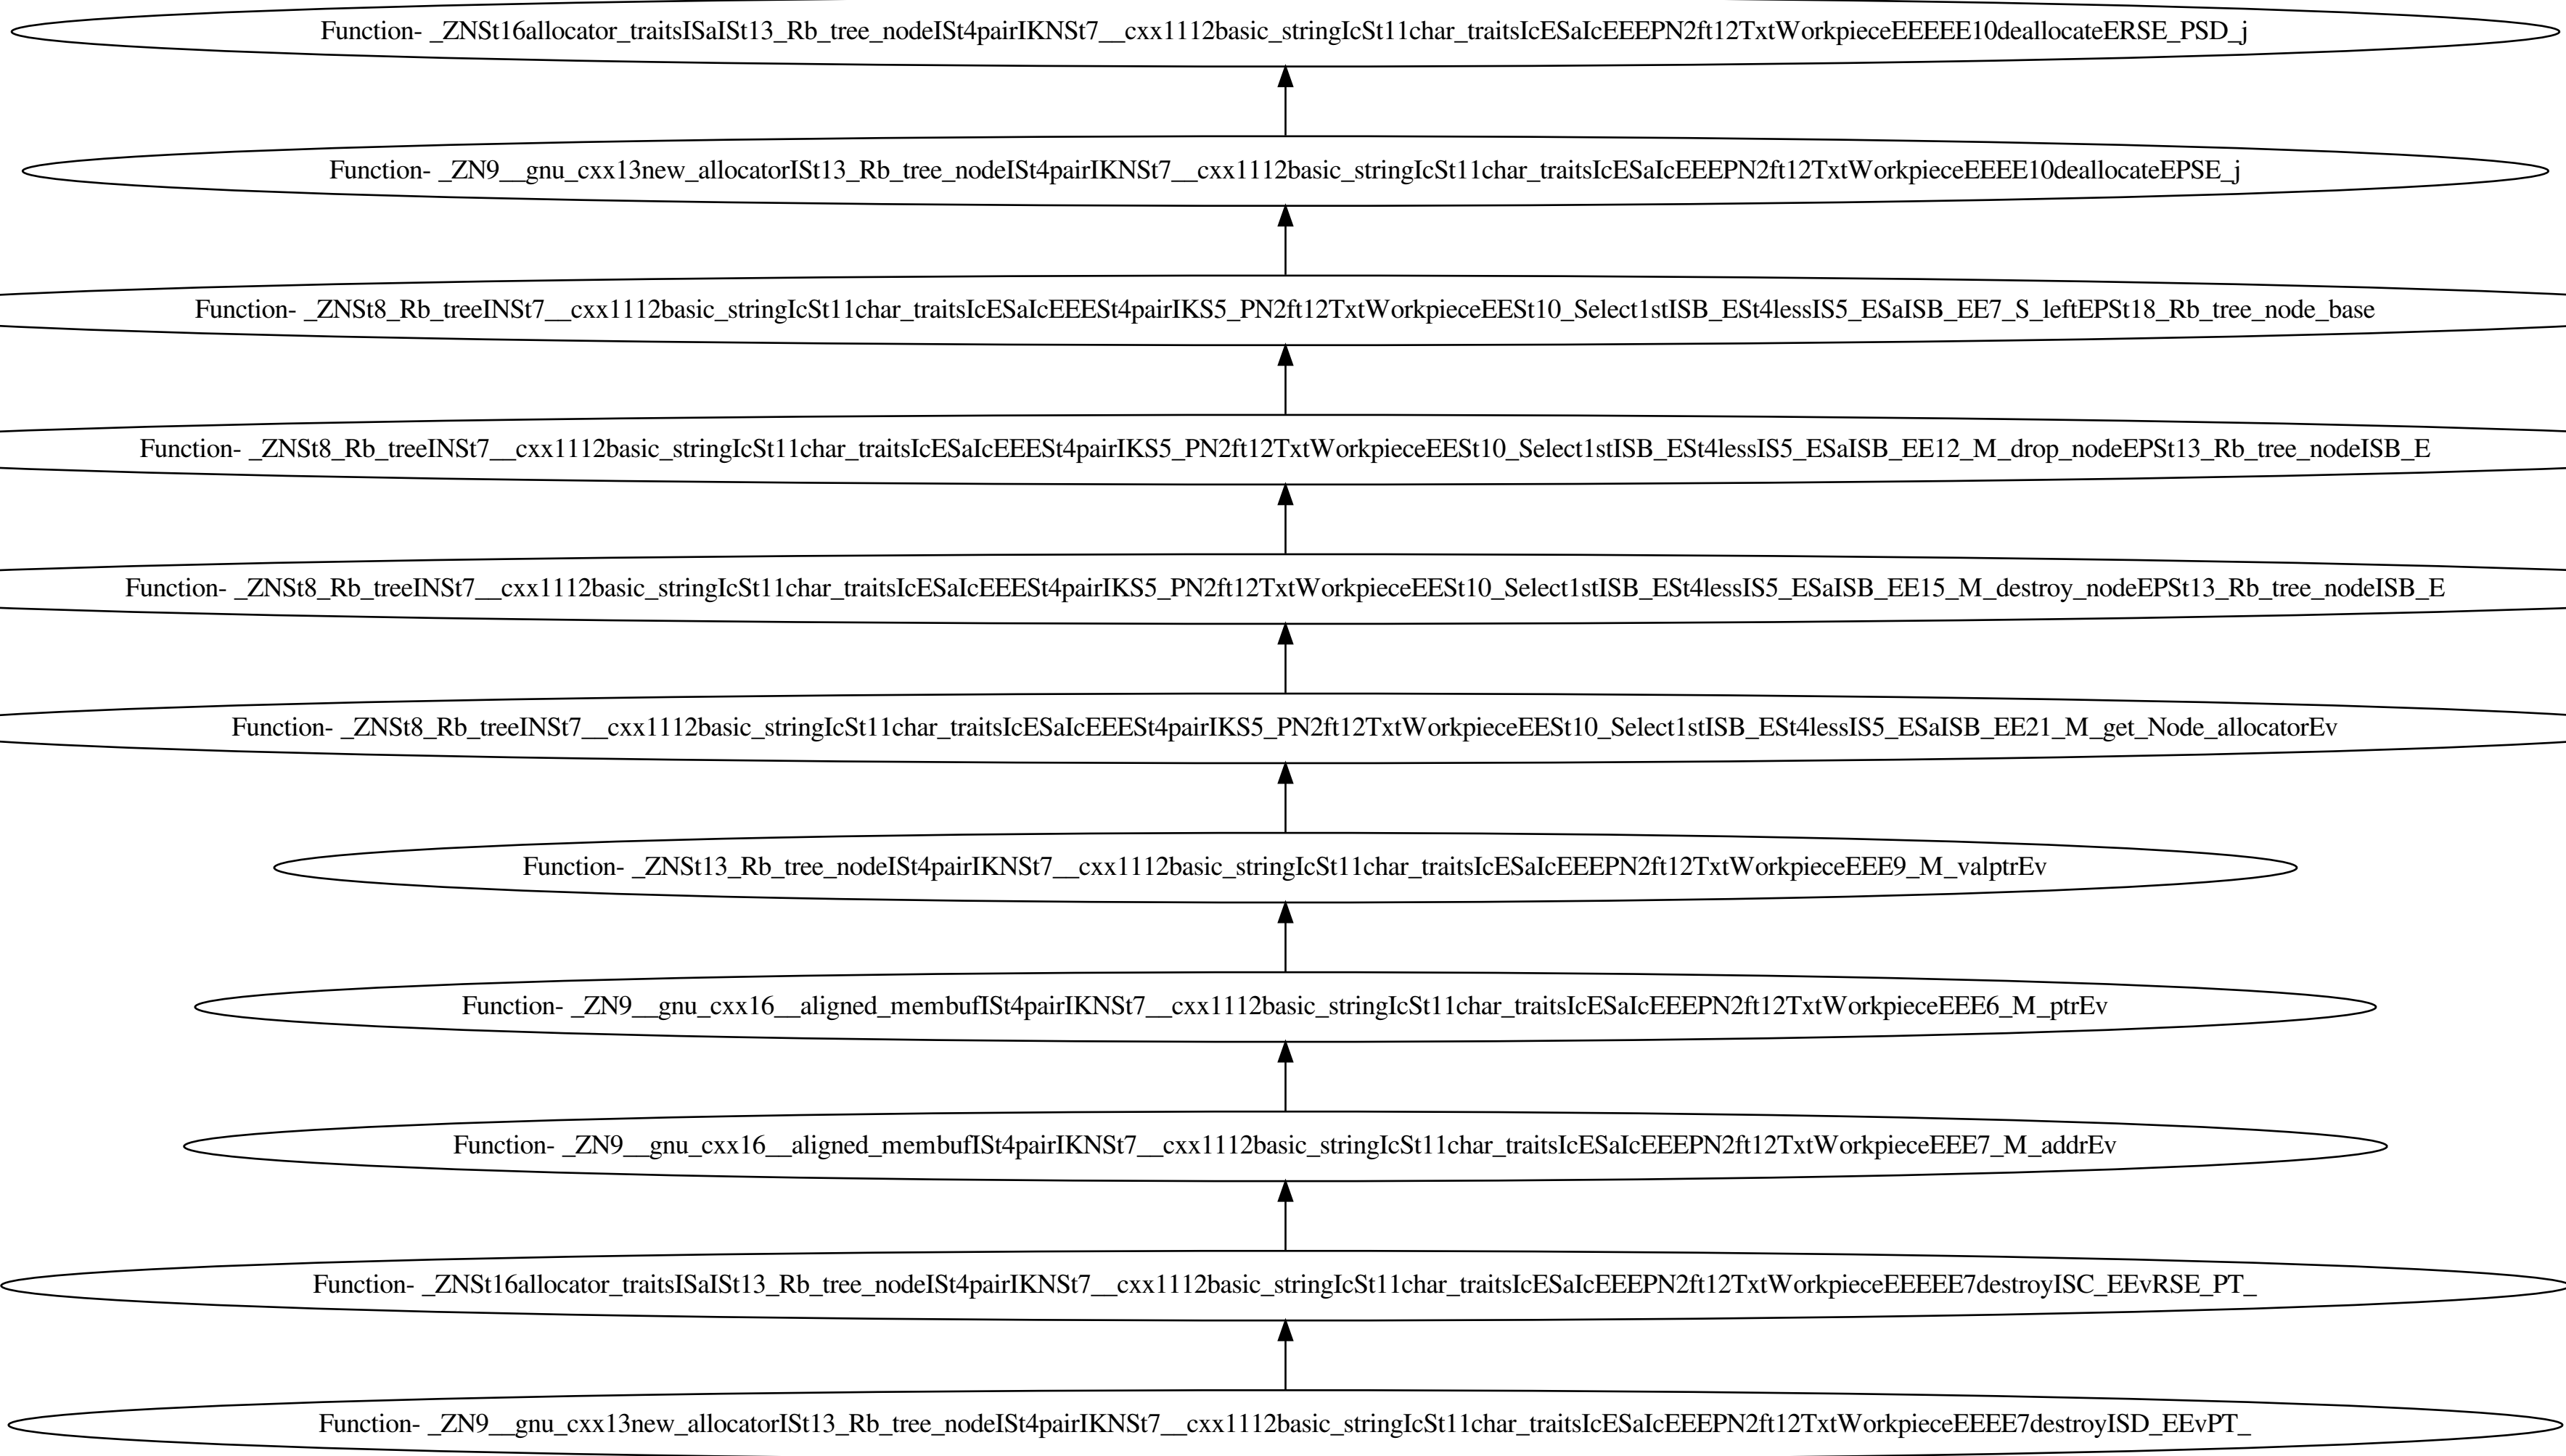 Function- _ZNSt16allocator_traitsISaISt13_Rb_tree_nodeISt4pairIKNSt7__cxx1112basic_stringIcSt11char_traitsIcESaIcEEEPN2ft12TxtWorkpieceEEEEE10deallocateERSE_PSD_j
Function- _ZN9__gnu_cxx13new_allocatorISt13_Rb_tree_nodeISt4pairIKNSt7__cxx1112basic_stringIcSt11char_traitsIcESaIcEEEPN2ft12TxtWorkpieceEEEE10deallocateEPSE_j
Function- _ZNSt8_Rb_treeINSt7__cxx1112basic_stringIcSt11char_traitsIcESaIcEEESt4pairIKS5_PN2ft12TxtWorkpieceEESt10_Select1stISB_ESt4lessIS5_ESaISB_EE7_S_leftEPSt18_Rb_tree_node_base
Function- _ZNSt8_Rb_treeINSt7__cxx1112basic_stringIcSt11char_traitsIcESaIcEEESt4pairIKS5_PN2ft12TxtWorkpieceEESt10_Select1stISB_ESt4lessIS5_ESaISB_EE12_M_drop_nodeEPSt13_Rb_tree_nodeISB_E
Function- _ZNSt8_Rb_treeINSt7__cxx1112basic_stringIcSt11char_traitsIcESaIcEEESt4pairIKS5_PN2ft12TxtWorkpieceEESt10_Select1stISB_ESt4lessIS5_ESaISB_EE15_M_destroy_nodeEPSt13_Rb_tree_nodeISB_E
Function- _ZNSt8_Rb_treeINSt7__cxx1112basic_stringIcSt11char_traitsIcESaIcEEESt4pairIKS5_PN2ft12TxtWorkpieceEESt10_Select1stISB_ESt4lessIS5_ESaISB_EE21_M_get_Node_allocatorEv
Function- _ZNSt13_Rb_tree_nodeISt4pairIKNSt7__cxx1112basic_stringIcSt11char_traitsIcESaIcEEEPN2ft12TxtWorkpieceEEE9_M_valptrEv
Function- _ZN9__gnu_cxx16__aligned_membufISt4pairIKNSt7__cxx1112basic_stringIcSt11char_traitsIcESaIcEEEPN2ft12TxtWorkpieceEEE6_M_ptrEv
Function- _ZN9__gnu_cxx16__aligned_membufISt4pairIKNSt7__cxx1112basic_stringIcSt11char_traitsIcESaIcEEEPN2ft12TxtWorkpieceEEE7_M_addrEv
Function- _ZNSt16allocator_traitsISaISt13_Rb_tree_nodeISt4pairIKNSt7__cxx1112basic_stringIcSt11char_traitsIcESaIcEEEPN2ft12TxtWorkpieceEEEEE7destroyISC_EEvRSE_PT_
Function- _ZN9__gnu_cxx13new_allocatorISt13_Rb_tree_nodeISt4pairIKNSt7__cxx1112basic_stringIcSt11char_traitsIcESaIcEEEPN2ft12TxtWorkpieceEEEE7destroyISD_EEvPT_